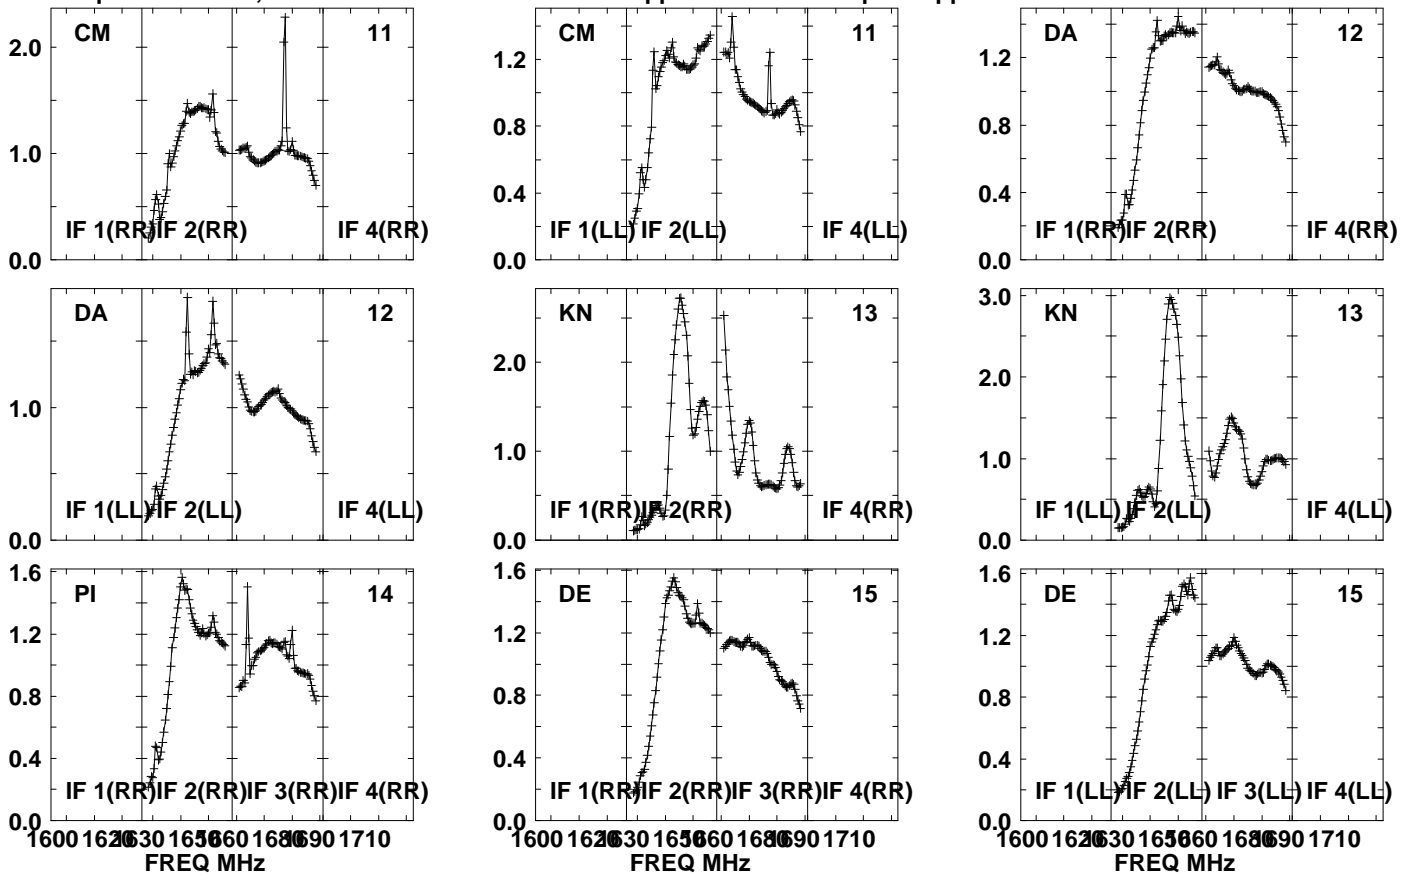 CM 11
2.0
1.0
0.0
IF 1(RR) IF 2(RR) IF 4(RR)
CM 11
1.2
0.8
0.4
0.0
IF 1(LL) IF 2(LL) IF 4(LL)
DA 12
1.2
0.8
0.4
0.0
IF 1(RR) IF 2(RR) IF 4(RR)
DA 12
1.0
0.0
IF 1(LL) IF 2(LL) IF 4(LL)
KN 13
2.0
1.0
0.0
IF 1(RR) IF 2(RR) IF 4(RR)
KN 13
3.0
2.0
1.0
0.0
IF 1(LL) IF 2(LL) IF 4(LL)
PI 14
1.6
1.2
0.8
0.4
0.0
IF 1(RR) IF 2(RR) IF 3(RR) IF 4(RR)
1600 1620 1630 1650 1660 1680 1690 1710
FREQ MHz
DE 15
1.6
1.2
0.8
0.4
0.0
IF 1(RR) IF 2(RR) IF 3(RR) IF 4(RR)
1600 1620 1630 1650 1660 1680 1690 1710
FREQ MHz
DE 15
1.6
1.2
0.8
0.4
0.0
IF 1(LL) IF 2(LL) IF 3(LL) IF 4(LL)
1600 1620 1630 1650 1660 1680 1690 1710
FREQ MHz